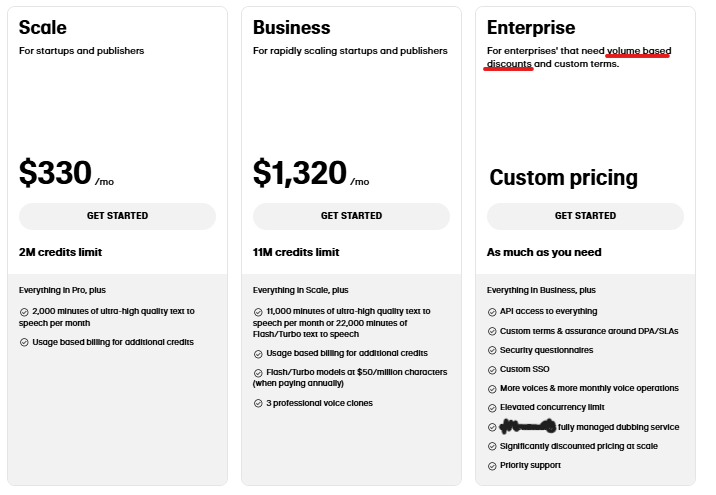 Scale
For startups and publishers
$330 /mo
GET STARTED
2M credits limit
Everything in Pro, plus
2,000 minutes of ultra-high quality text to
speech per month
Usage based billing for additional credits
Business
For rapidly scaling startups and publishers
$1,320 /mo
GET STARTED
11M credits limit
Everything in Scale, plus
11,000 minutes of ultra-high quality text to
speech per month or 22,000 minutes of
Flash/Turbo text to speech
Usage based billing for additional credits
Flash/Turbo models at $50/million characters
(when paying annually)
3 professional voice clones
Enterprise
For enterprises' that need volume based
discounts and custom terms.
Custom pricing
GET STARTED
As much as you need
Everything in Business, plus
API access to everything
Custom terms & assurance around DPA/SLAs
Security questionnaires
Custom SSO
More voices & more monthly voice operations
Elevated concurrency limit
fully managed dubbing service
Significantly discounted pricing at scale
Priority support